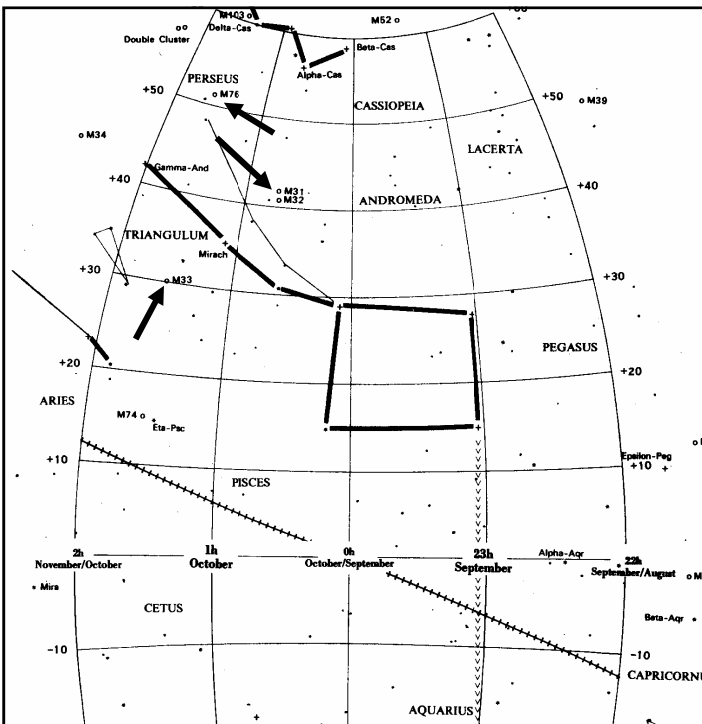 M103
M52
Delta-Cas
Double Cluster
Beta-Cas
Alpha-Cas
PERSEUS
M76
+50
CASSIOPEIA
+50
M39
M34
LACERTA
Gamma-And
+40
M31
M32
ANDROMEDA
+40
TRIANGULUM
Mirach
+30
M33
+30
PEGASUS
+20
+20
ARIES
M74
Eta-Psc
Epsilon-Peg
+10
+10
PISCES
2h
1h
0h
23h
Alpha-Aqr
22h
November/October
October
October/September
September
September/August
M
Mira
CETUS
Beta-Aqr
-10
-10
CAPRICORNU
AQUARIUS